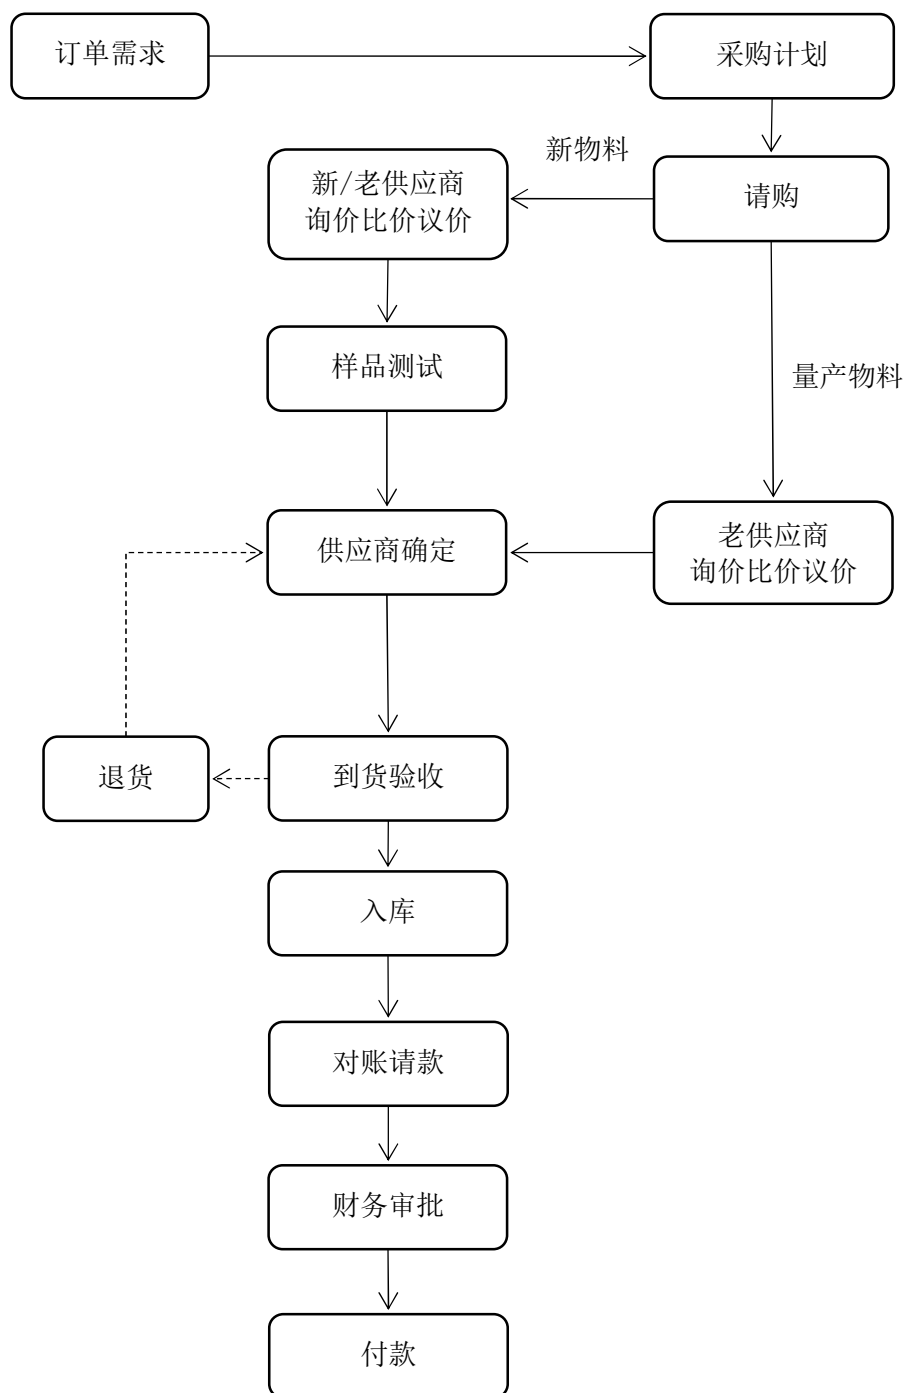 订单需求
采购计划
新物料
新/老供应商
询价比价议价
请购
样品测试
量产物料
供应商确定
老供应商
询价比价议价
退货
到货验收
入库
对账请款
财务审批
付款